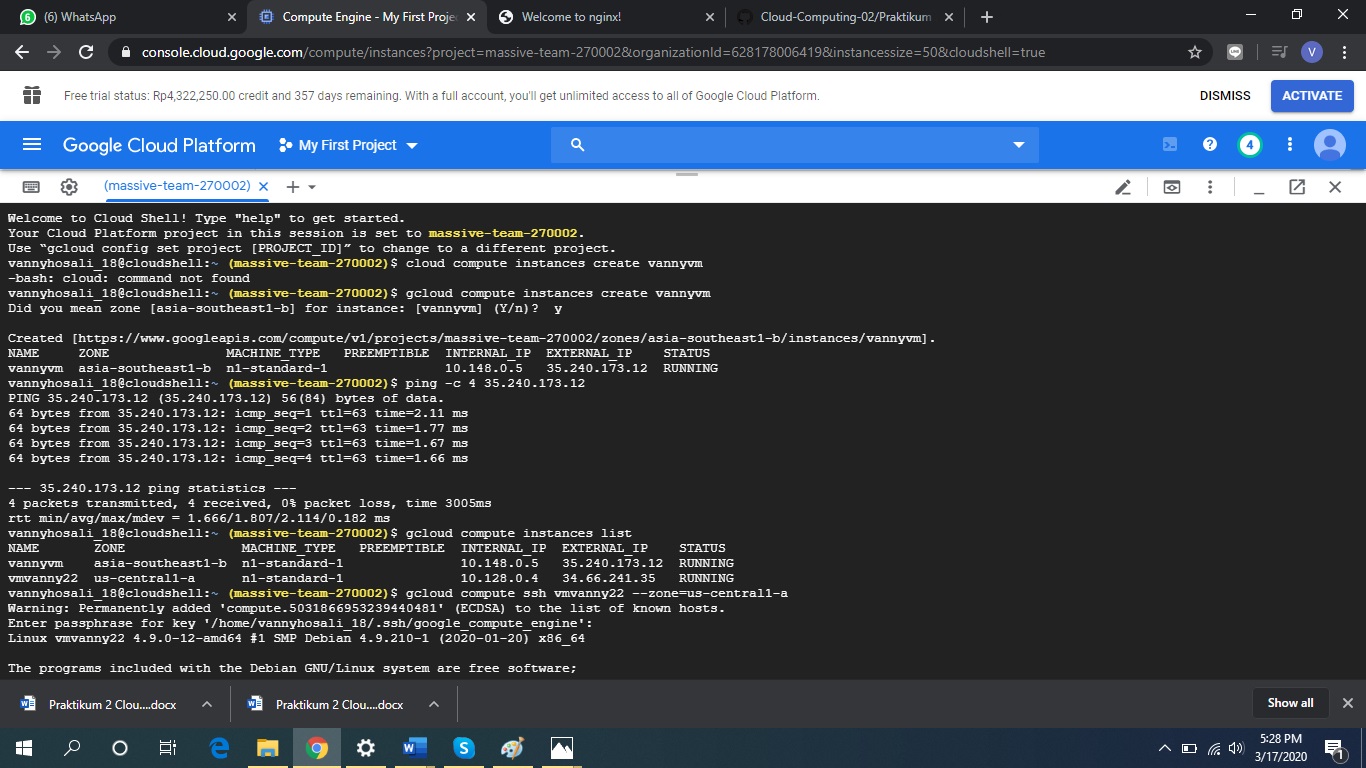 (6) WhatsApp
Compute Engine - My First Proje
Welcome to nginx!
Cloud-Computing-02/Praktikum
console.cloud.google.com/compute/instances?project=massive-team-270002&organizationId=628178006419&instancessize=50&cloudshell=true
V
Free trial status: Rp4,322,250.00 credit and 357 days remaining. With a full account, you'll get unlimited access to all of Google Cloud Platform.
DISMISS
ACTIVATE
Google Cloud Platform
My First Project
4
(massive-team-270002)
Welcome to Cloud Shell! Type "help" to get started.
Your Cloud Platform project in this session is set to massive-team-270002.
Use “gcloud config set project [PROJECT_ID]” to change to a different project.
vannyhosali_18@cloudshell:~ (massive-team-270002)$ cloud compute instances create vannyvm
-bash: cloud: command not found
vannyhosali_18@cloudshell:~ (massive-team-270002)$ gcloud compute instances create vannyvm
Did you mean zone [asia-southeast1-b] for instance: [vannyvm] (Y/n)?  y
Created [https://www.googleapis.com/compute/v1/projects/massive-team-270002/zones/asia-southeast1-b/instances/vannyvm].
NAME     ZONE               MACHINE_TYPE   PREEMPTIBLE  INTERNAL_IP  EXTERNAL_IP    STATUS
vannyvm  asia-southeast1-b  n1-standard-1               10.148.0.5   35.240.173.12  RUNNING
vannyhosali_18@cloudshell:~ (massive-team-270002)$ ping -c 4 35.240.173.12
PING 35.240.173.12 (35.240.173.12) 56(84) bytes of data.
64 bytes from 35.240.173.12: icmp_seq=1 ttl=63 time=2.11 ms
64 bytes from 35.240.173.12: icmp_seq=2 ttl=63 time=1.77 ms
64 bytes from 35.240.173.12: icmp_seq=3 ttl=63 time=1.67 ms
64 bytes from 35.240.173.12: icmp_seq=4 ttl=63 time=1.66 ms
--- 35.240.173.12 ping statistics ---
4 packets transmitted, 4 received, 0% packet loss, time 3005ms
rtt min/avg/max/mdev = 1.666/1.807/2.114/0.182 ms
vannyhosali_18@cloudshell:~ (massive-team-270002)$ gcloud compute instances list
NAME       ZONE               MACHINE_TYPE   PREEMPTIBLE  INTERNAL_IP  EXTERNAL_IP    STATUS
vannyvm    asia-southeast1-b  n1-standard-1               10.148.0.5   35.240.173.12  RUNNING
vmvanny22  us-central1-a      n1-standard-1               10.128.0.4   34.66.241.35   RUNNING
vannyhosali_18@cloudshell:~ (massive-team-270002)$ gcloud compute ssh vmvanny22 --zone=us-central1-a
Warning: Permanently added 'compute.5031866953239440481' (ECDSA) to the list of known hosts.
Enter passphrase for key '/home/vannyhosali_18/.ssh/google_compute_engine':
Linux vmvanny22 4.9.0-12-amd64 #1 SMP Debian 4.9.210-1 (2020-01-20) x86_64
The programs included with the Debian GNU/Linux system are free software;
Praktikum 2 Clou....docx
Praktikum 2 Clou....docx
Show all
5:28 PM
3/17/2020
1